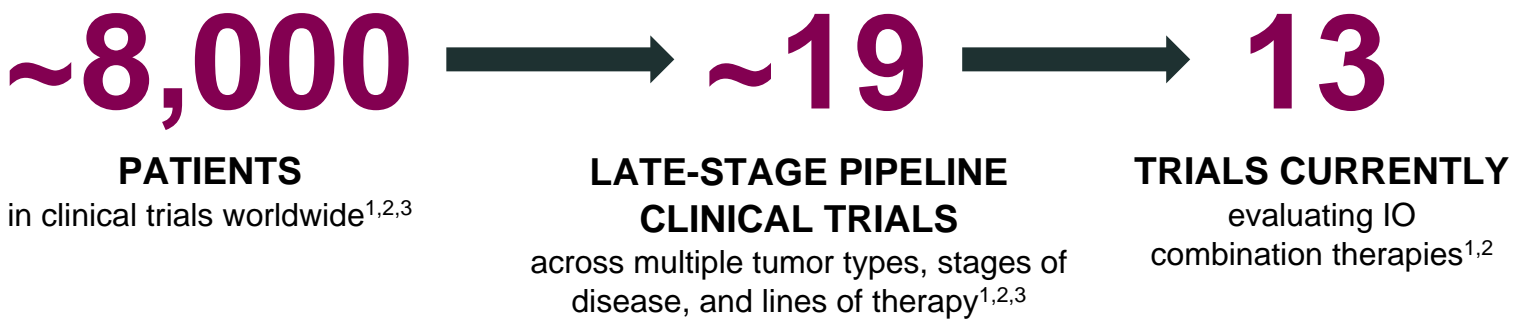 ~8,000
PATIENTS
in clinical trials worldwide1,2,3
~19
LATE-STAGE PIPELINE
CLINICAL TRIALS
across multiple tumor types, stages of
disease, and lines of therapy1,2,3
13
TRIALS CURRENTLY
evaluating IO
combination therapies1,2